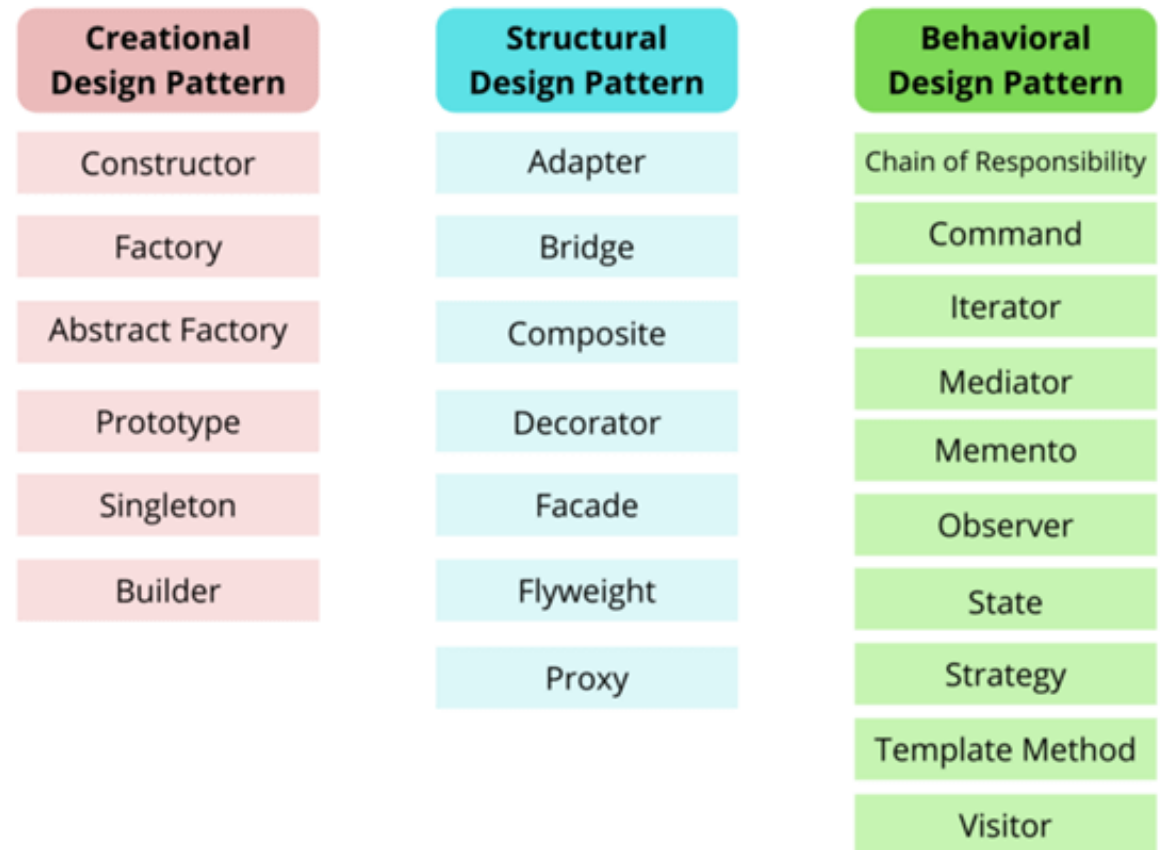 Creational
Design Pattern
Constructor
Factory
Abstract Factory
Prototype
Singleton
Builder
Structural
Design Pattern
Adapter
Bridge
Composite
Decorator
Facade
Flyweight
Proxy
Behavioral
Design Pattern
Chain of Responsibility
Command
Iterator
Mediator
Memento
Observer
State
Strategy
Template Method
Visitor